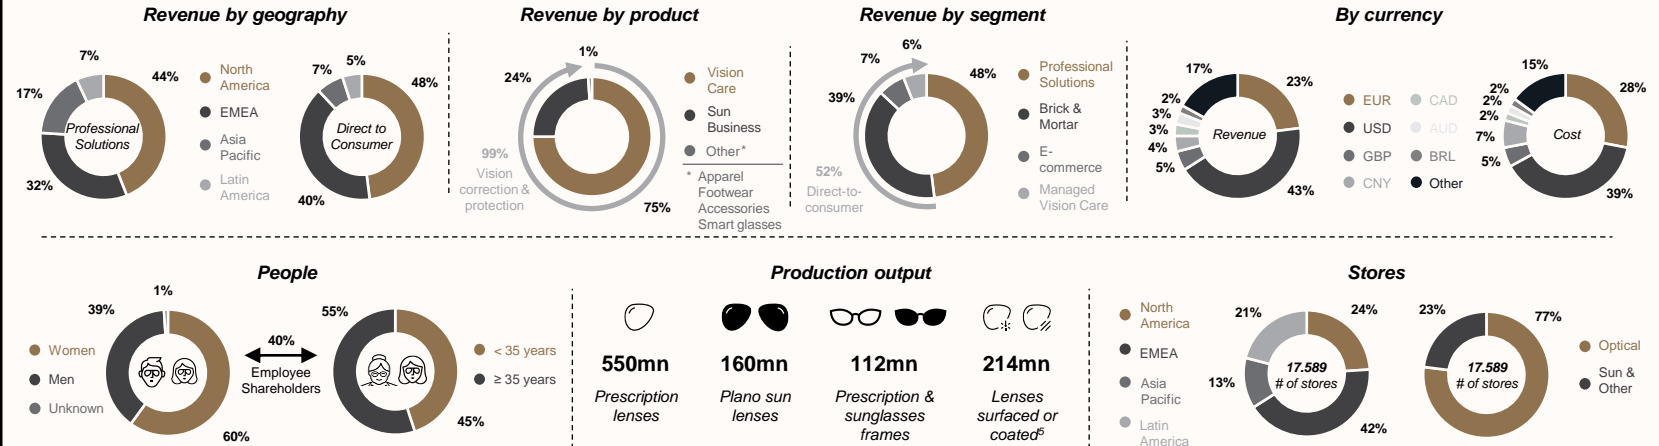 Revenue by geography
7%
44%
17%
32%
Professional
Solutions
North
America
EMEA
Asia
Pacific
Latin
America
5%
7%
48%
40%
Direct to
Consumer
Revenue by product
1%
24%
75%
99%
Vision
correction &
protection
Vision
Care
Sun
Business
Other*
* Apparel
Footwear
Accessories
Smart glasses
Revenue by segment
6%
7%
48%
39%
52%
Direct-to-
consumer
Professional
Solutions
Brick &
Mortar
E-
commerce
Managed
Vision Care
By currency
17%
23%
2%
3%
3%
4%
5%
43%
Revenue
EUR
USD
GBP
CNY
CAD
AUD
BRL
Other
15%
28%
2%
2%
2%
7%
5%
39%
Cost
People
1%
39%
60%
Women
Men
Unknown
40%
Employee
Shareholders
55%
45%
< 35 years
≥ 35 years
Production output
550mn
Prescription
lenses
160mn
Plano sun
lenses
112mn
Prescription &
sunglasses
frames
214mn
Lenses
surfaced or
coated⁵
Stores
North
America
EMEA
Asia
Pacific
Latin
America
21%
24%
13%
42%
17.589
# of stores
23%
77%
17.589
# of stores
Optical
Sun &
Other